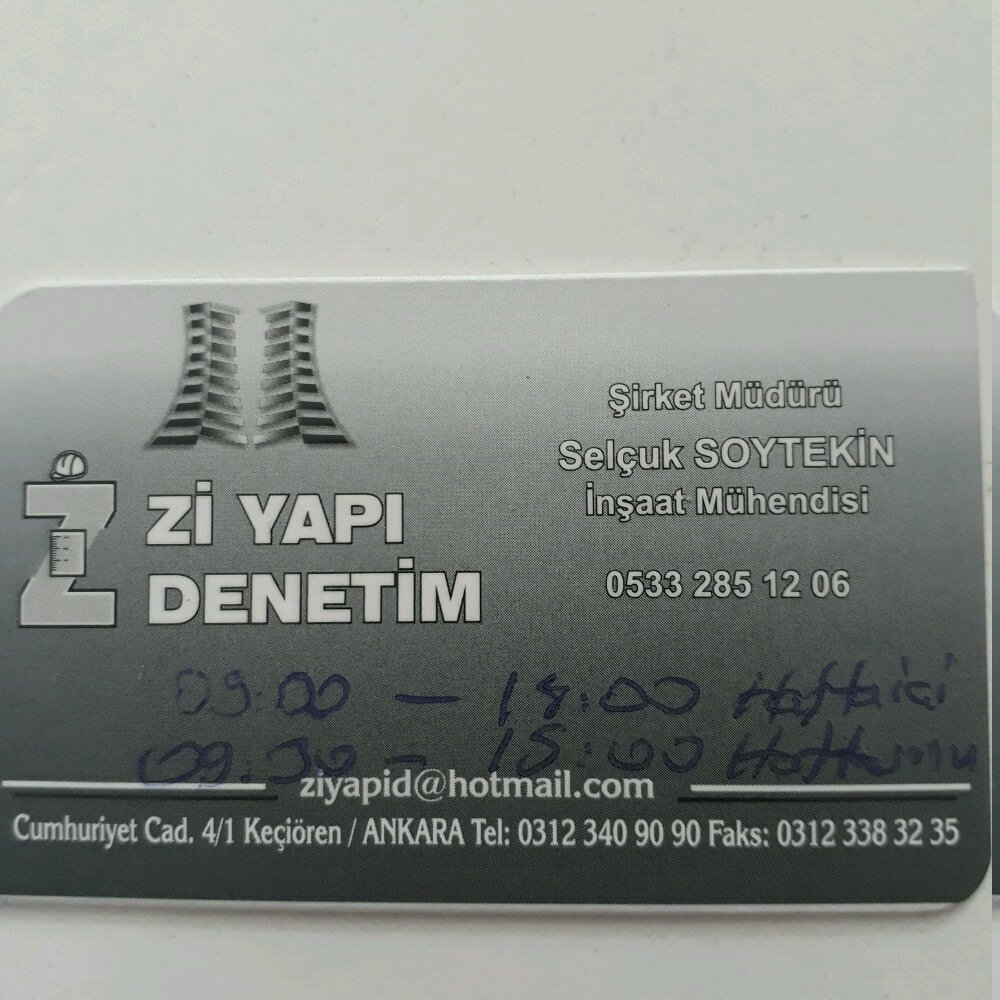 Şirket Müdürü
Selçuk SOYTEKİN
İnşaat Mühendisi
0533 285 12 06
Zİ YAPI
DENETİM
09:00 - 18:00 Hafta içi
09:30 - 15:00 Haftasonu
ziyapid@hotmail.com
Cumhuriyet Cad. 4/1 Keçiören / ANKARA Tel: 0312 340 90 90 Faks: 0312 338 32 35